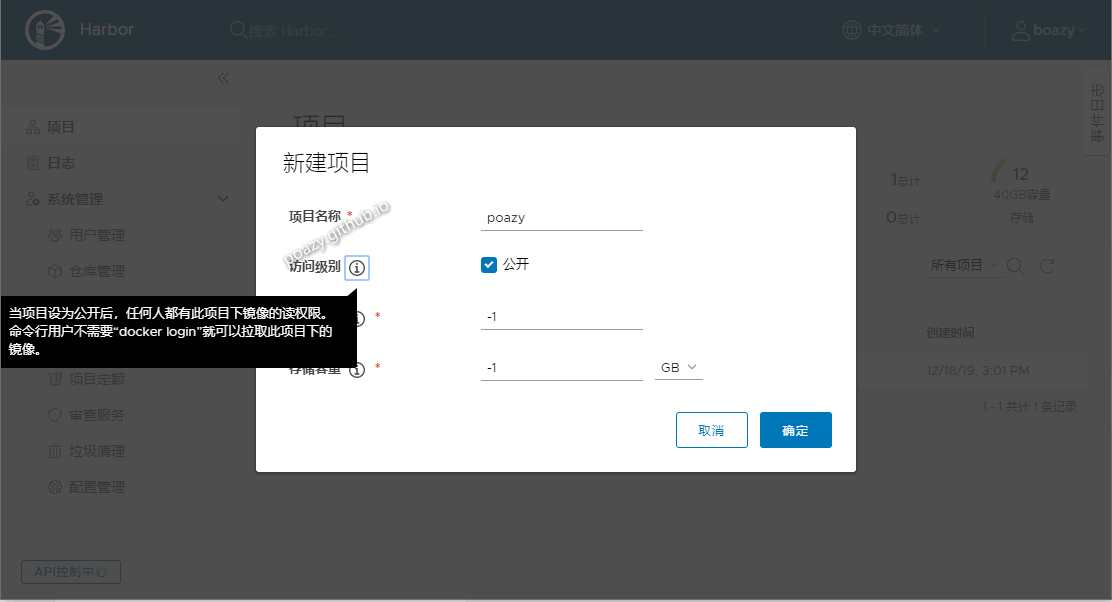 Harbor
搜索 Harbor...
中文简体
boazy
事件日志
项目
项目
日志
系统管理
用户管理
仓库管理
项目定额
审查服务
垃圾清理
配置管理
API控制中心
1总计
0总计
12
40GB容量
存储
所有项目
创建时间
12/18/19, 3:01 PM
1 - 1 共计 1 条记录
新建项目
项目名称 *
poazy
poazy.github.io
访问级别
公开
当项目设为公开后，任何人都有此项目下镜像的读权限。
命令行用户不需要“docker login”就可以拉取此项目下的
镜像。
*
-1
存储容量 *
-1
GB
取消
确定